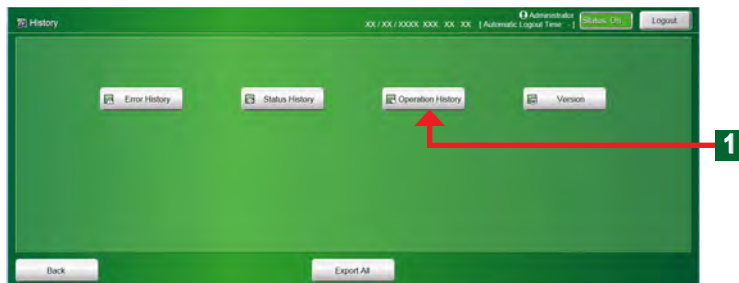 History
XX / XX / XXXX XXX XX : XX [ Automatic Logout Time: - ]
Administrator
Status: On
Logout
Error History
Status History
Operation History
Version
1
Back
Export All